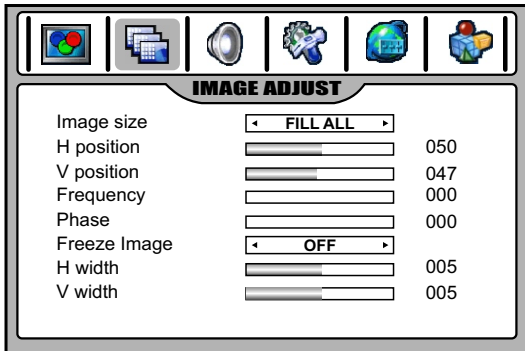 IMAGE ADJUST
Image size FILL ALL
H position 050
V position 047
Frequency 000
Phase 000
Freeze Image OFF
H width 005
V width 005